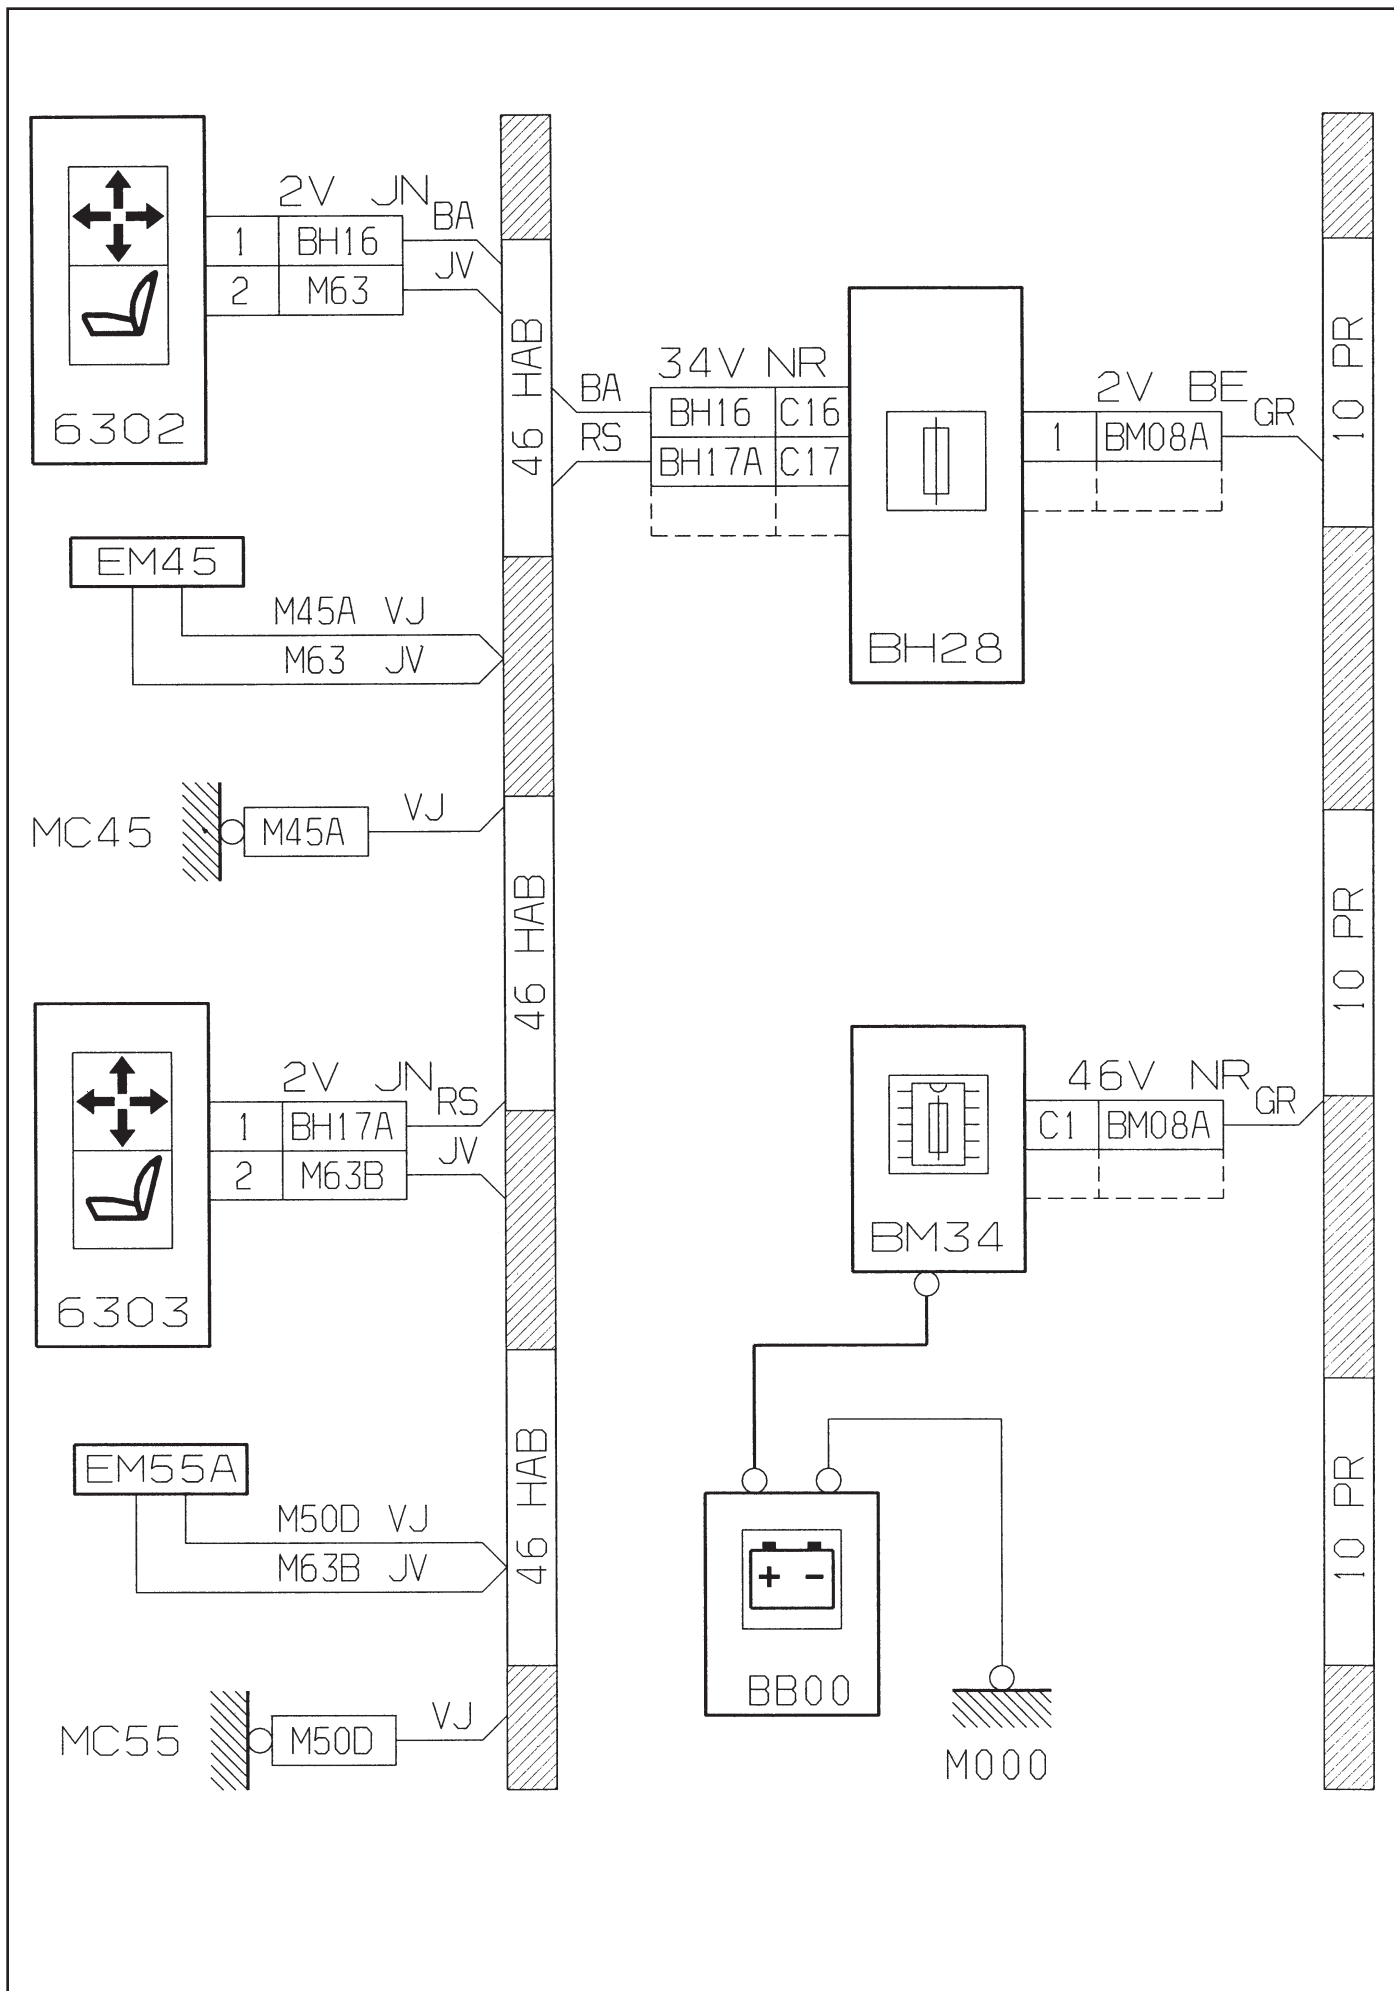 2V JN
BA
1 BH16
JV
2 M63
6302
46 HAB
34V NR
BA
BH16 C16
RS
BH17A C17
BH28
2V BE
GR
1 BM08A
10 PR
EM45
M45A VJ
M63 JV
MC45
M45A
VJ
46 HAB
10 PR
2V JN
RS
1 BH17A
JV
2 M63B
6303
46V NR
GR
C1 BM08A
BM34
EM55A
M50D VJ
M63B JV
46 HAB
+ -
BB00
10 PR
MC55
M50D
VJ
M000